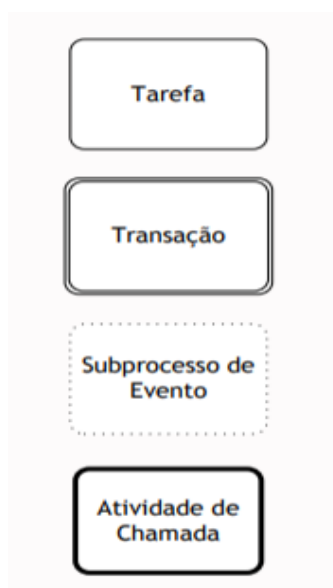 Tarefa
Transação
Subprocesso de
Evento
Atividade de
Chamada